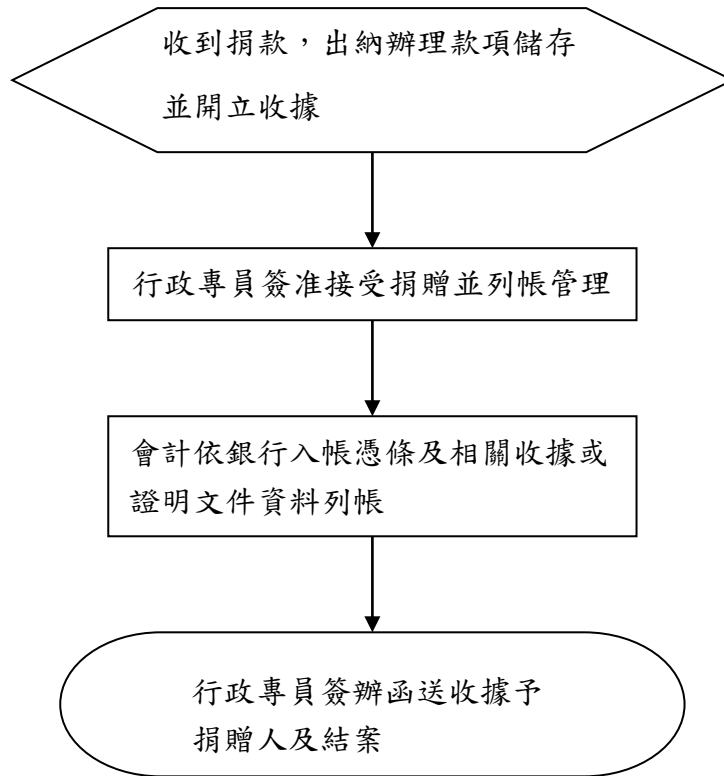 收到捐款，出納辦理款項儲存
並開立收據
行政專員簽准接受捐贈並列帳管理
會計依銀行入帳憑條及相關收據或
證明文件資料列帳
行政專員簽辦函送收據予
捐贈人及結案